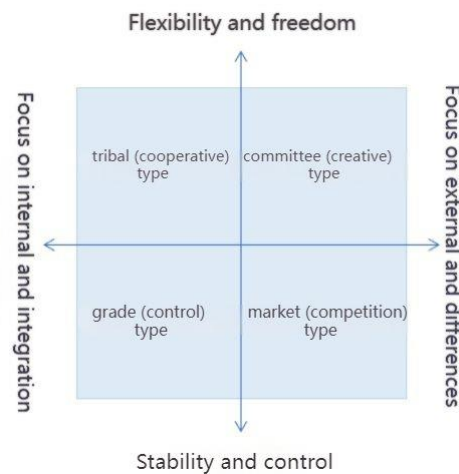 Flexibility and freedom
Focus on internal and integration
tribal (cooperative)
type
committee (creative)
type
Focus on external and differences
grade (control)
type
market (competition)
type
Stability and control